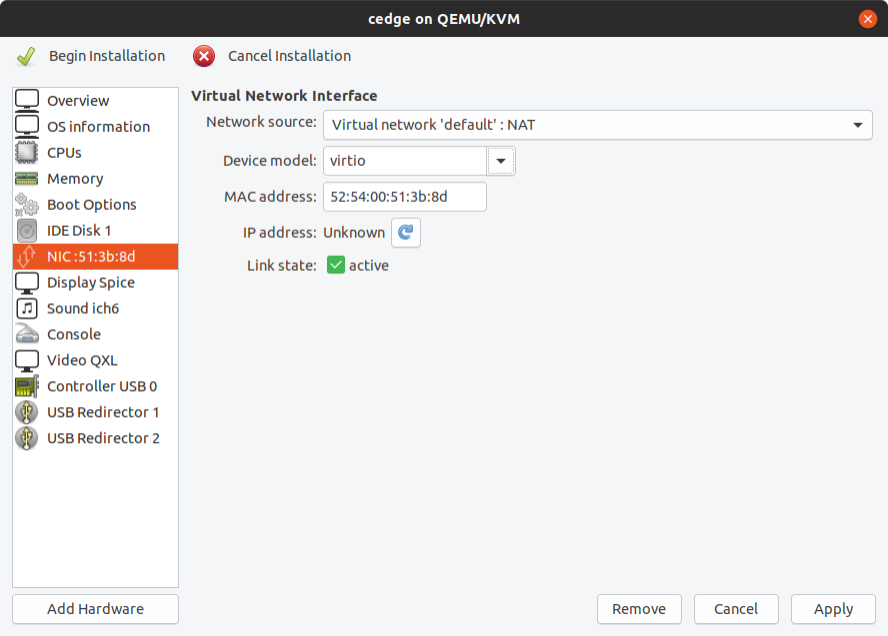 cedge on QEMU/KVM
Begin Installation
Cancel Installation
Overview
OS information
CPUs
Memory
Boot Options
IDE Disk 1
NIC :51:3b:8d
Display Spice
Sound ich6
Console
Video QXL
Controller USB 0
USB Redirector 1
USB Redirector 2
Add Hardware
Virtual Network Interface
Network source: Virtual network 'default' : NAT
Device model: virtio
MAC address: 52:54:00:51:3b:8d
IP address: Unknown
Link state: active
Remove
Cancel
Apply